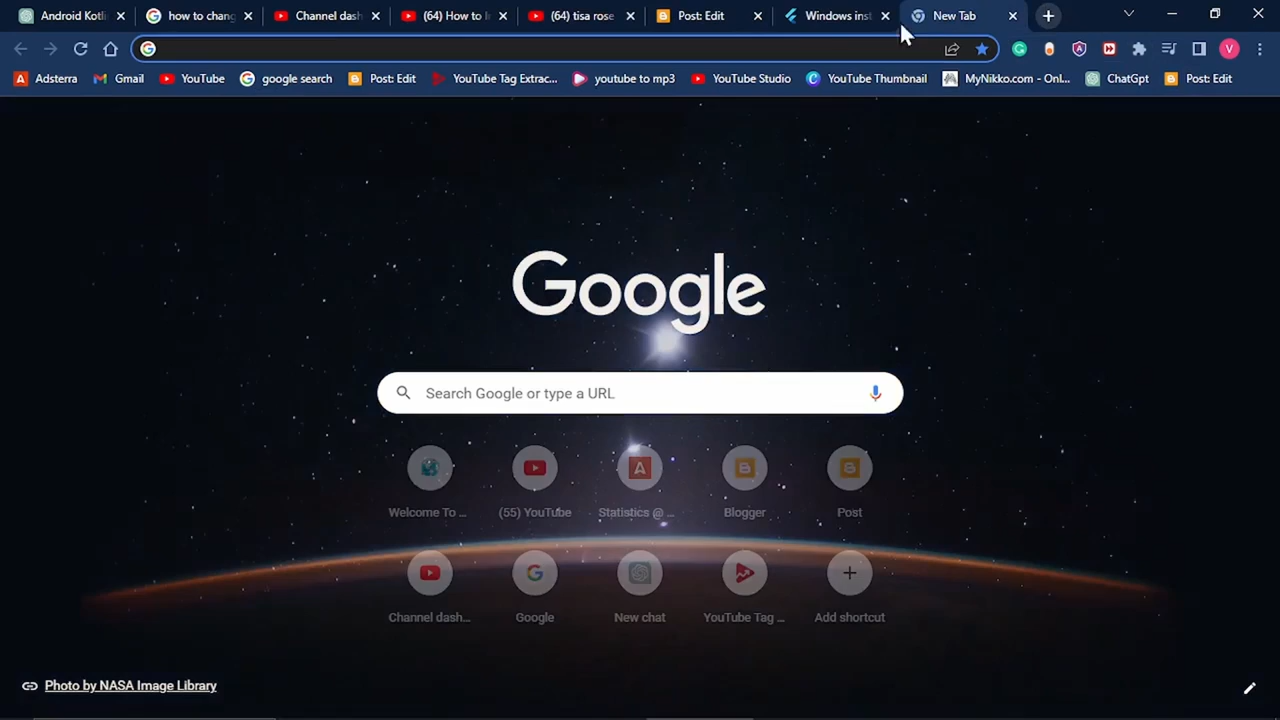 Android Kotli
how to chang
Channel dash
(64) How to I
(64) tisa rose
Post: Edit
Windows inst
New Tab
V
Adsterra
Gmail
YouTube
google search
Post: Edit
YouTube Tag Extrac...
youtube to mp3
YouTube Studio
YouTube Thumbnail
MyNikko.com - Onl...
ChatGpt
Post: Edit
Google
Search Google or type a URL
Welcome To ...
(55) YouTube
Statistics @ ...
Blogger
Post
Channel dash...
Google
New chat
YouTube Tag ...
Add shortcut
Photo by NASA Image Library